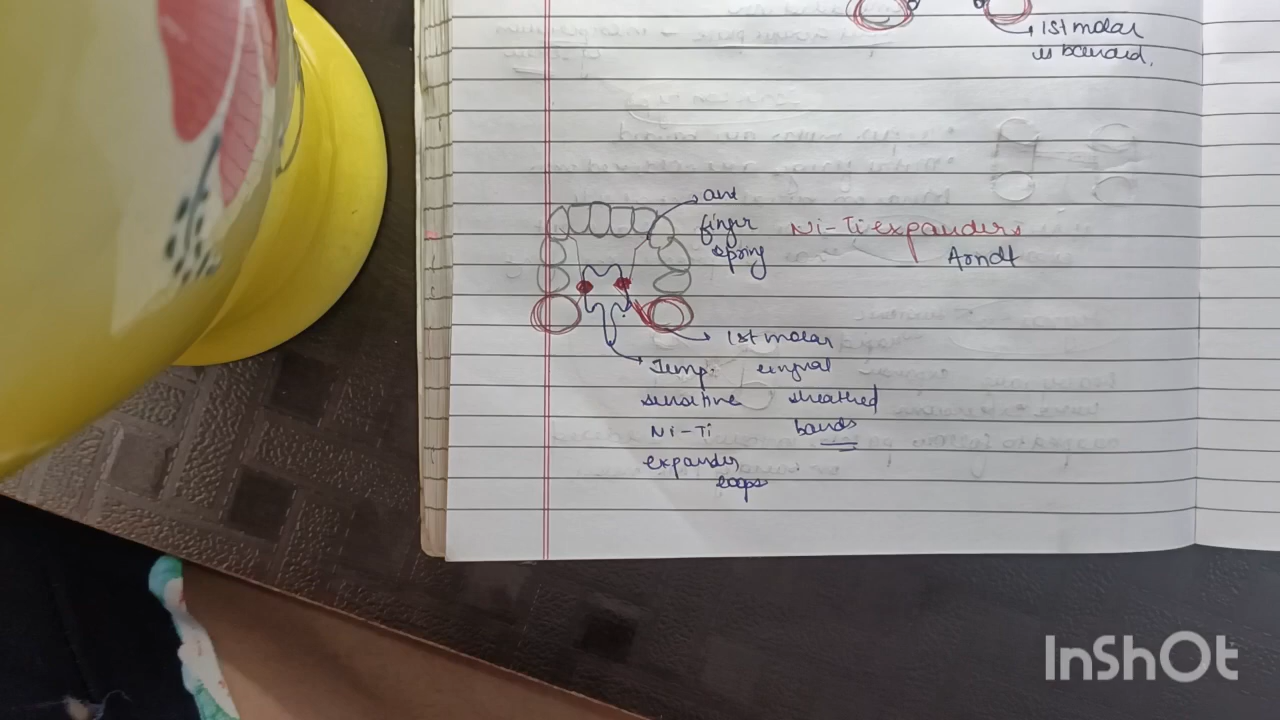 1st molar
is banded.
ant
finger
spring
Ni-Ti expanders
Arndt
1st molar
lingual
sheathed
bands
Temp.
sensitive
Ni-Ti
expander
loops
InShOt